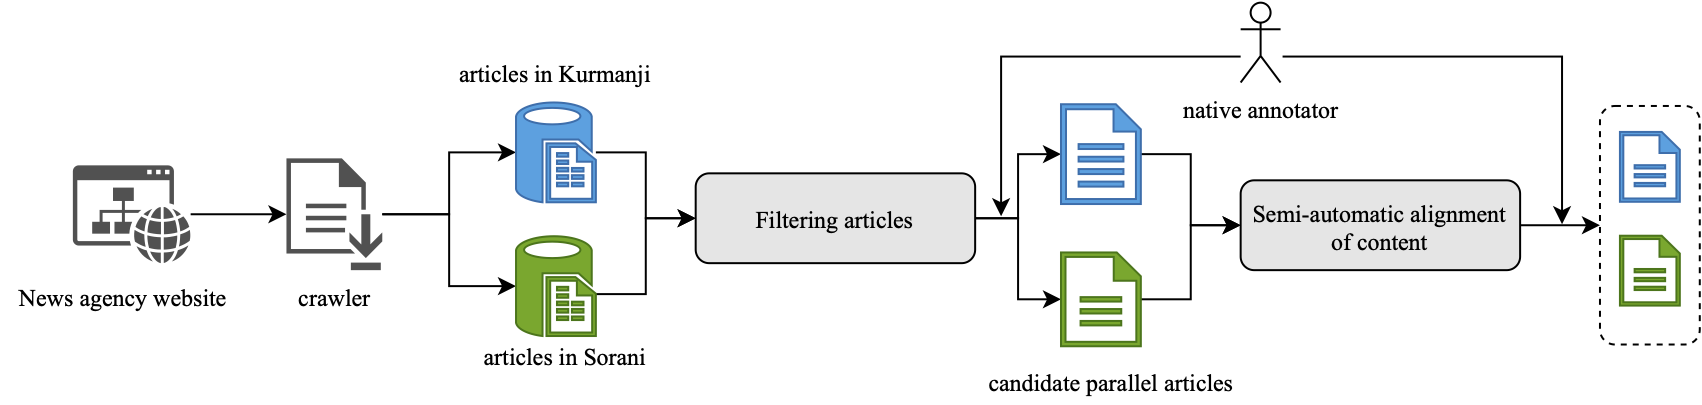 News agency website
crawler
articles in Kurmanji
articles in Sorani
Filtering articles
candidate parallel articles
native annotator
Semi-automatic alignment
of content